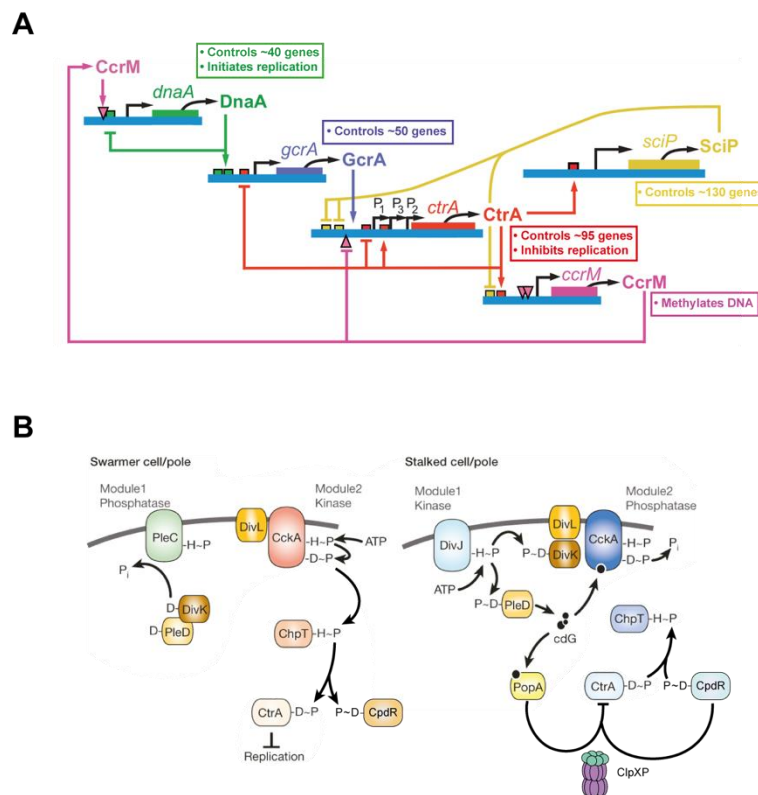 A
CcrM
dnaA
DnaA
• Controls ~40 genes
• Initiates replication
gcrA
GcrA
• Controls ~50 genes
sciP
SciP
• Controls ~130 gene
P1
P3
P2
ctrA
CtrA
• Controls ~95 genes
• Inhibits replication
ccrM
CcrM
• Methylates DNA
B
Swarmer cell/pole
Module1
Phosphatase
Module2
Kinase
PleC
-H~P
DivL
CckA
-H~P
-D~P
ATP
Pi
D-DivK
D-PleD
ChpT
-H~P
CtrA
-D~P
P~D-
CpdR
Replication
Stalked cell/pole
Module1
Kinase
Module2
Phosphatase
DivJ
-H~P
ATP
DivL
P~D-
DivK
CckA
-H~P
-D~P
Pi
P~D-
PleD
cdG
ChpT
-H~P
PopA
CtrA
-D~P
P~D-
CpdR
ClpXP